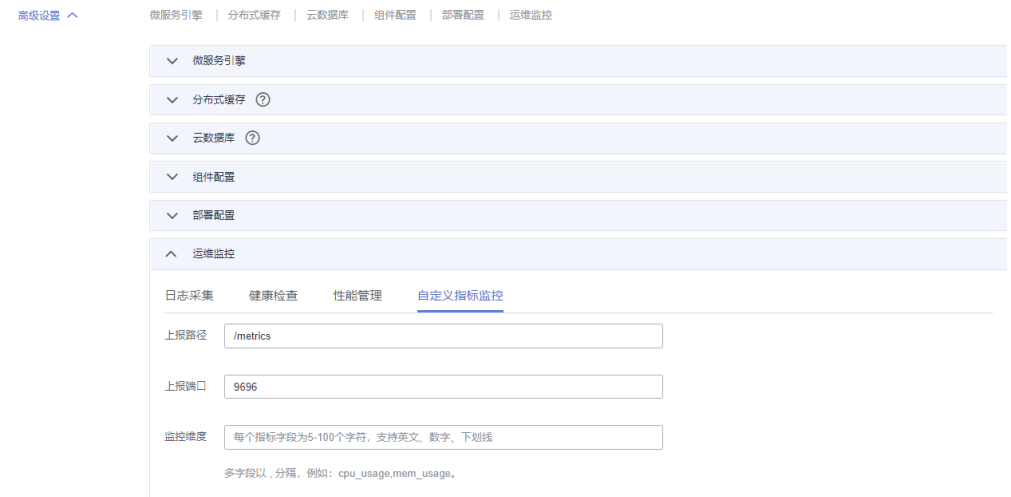 高级设置 微服务引擎 | 分布式缓存 | 云数据库 | 组件配置 | 部署配置 | 运维监控
微服务引擎
分布式缓存 ?
云数据库 ?
组件配置
部署配置
运维监控
日志采集 健康检查 性能管理 自定义指标监控
上报路径 /metrics
上报端口 9696
监控维度 每个指标字段为5-100个字符，支持英文、数字、下划线
多字段以 , 分隔，例如：cpu_usage,mem_usage。